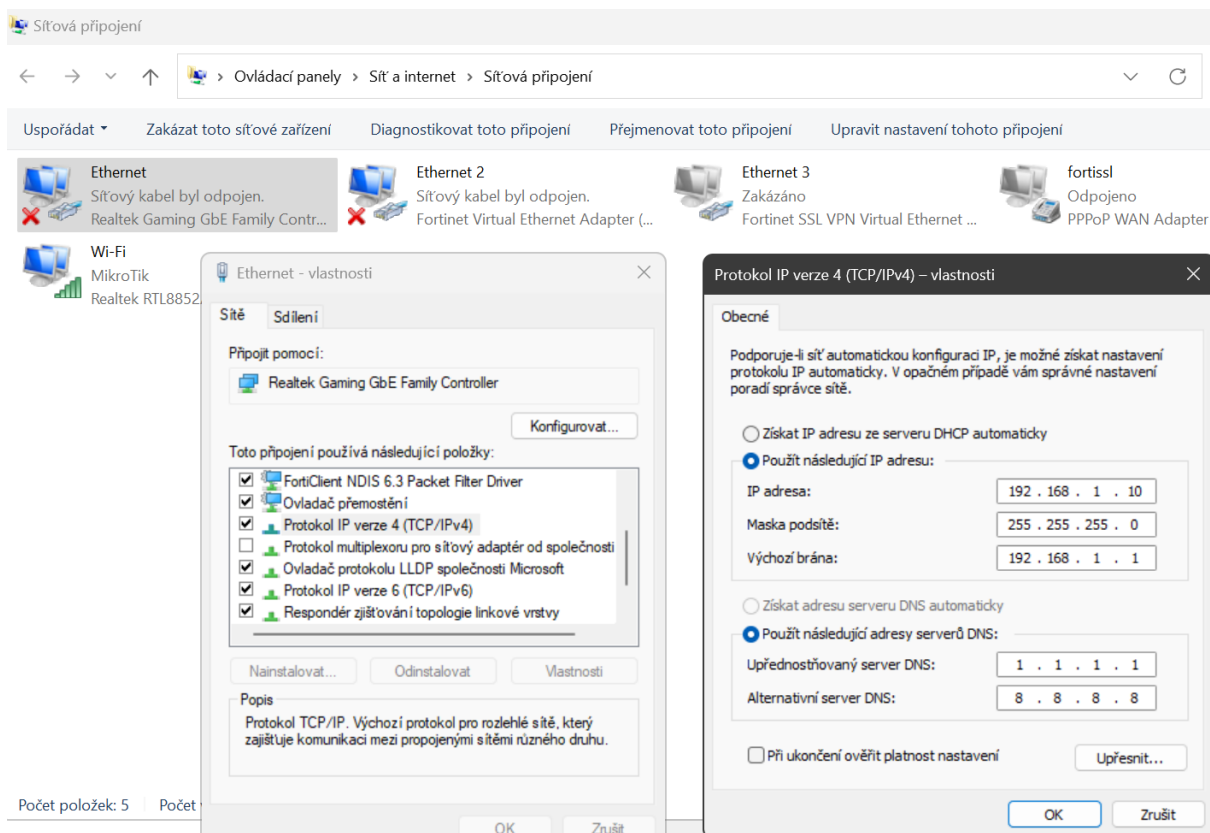 Síťová připojení
Ovládací panely › Síť a internet › Síťová připojení
Uspořádat Zakázat toto síťové zařízení Diagnostikovat toto připojení Přejmenovat toto připojení Upravit nastavení tohoto připojení
Ethernet
Síťový kabel byl odpojen.
Realtek Gaming GbE Family Contr...
Ethernet 2
Síťový kabel byl odpojen.
Fortinet Virtual Ethernet Adapter (...
Ethernet 3
Zakázáno
Fortinet SSL VPN Virtual Ethernet ...
fortissl
Odpojeno
PPPoP WAN Adapter
Wi-Fi
MikroTik
Realtek RTL8852
Ethernet - vlastnosti
Sítě Sdílení
Připojit pomocí:
Realtek Gaming GbE Family Controller
Konfigurovat...
Toto připojení používá následující položky:
FortiClient NDIS 6.3 Packet Filter Driver
Ovladač přemostění
Protokol IP verze 4 (TCP/IPv4)
Protokol multiplexoru pro síťový adaptér od společnosti
Ovladač protokolu LLDP společnosti Microsoft
Protokol IP verze 6 (TCP/IPv6)
Respondér zjišťování topologie linkové vrstvy
Nainstalovat... Odinstalovat Vlastnosti
Popis
Protokol TCP/IP. Výchozí protokol pro rozlehlé sítě, který
zajišťuje komunikaci mezi propojenými sítěmi různého druhu.
OK Zrušit
Protokol IP verze 4 (TCP/IPv4) – vlastnosti
Obecné
Podporuje-li síť automatickou konfiguraci IP, je možné získat nastavení
protokolu IP automaticky. V opačném případě vám správné nastavení
poradí správce sítě.
Získat IP adresu ze serveru DHCP automaticky
Použít následující IP adresu:
IP adresa: 192 . 168 . 1 . 10
Maska podsítě: 255 . 255 . 255 . 0
Výchozí brána: 192 . 168 . 1 . 1
Získat adresu serveru DNS automaticky
Použít následující adresy serverů DNS:
Upřednostňovaný server DNS: 1 . 1 . 1 . 1
Alternativní server DNS: 8 . 8 . 8 . 8
Při ukončení ověřit platnost nastavení
Upřesnit...
OK Zrušit
Počet položek: 5 Počet